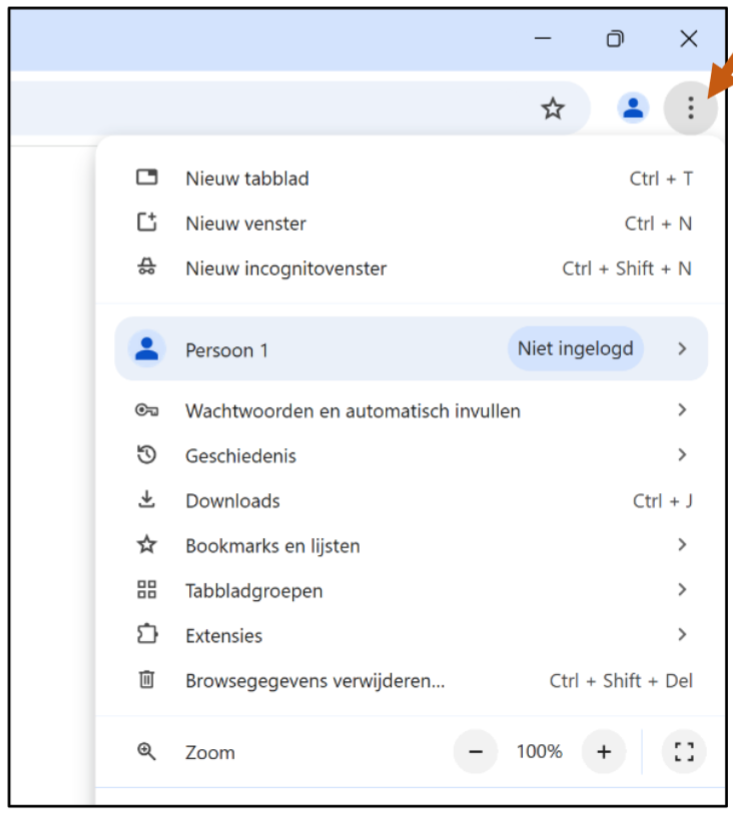 Nieuw tabblad Ctrl + T
Nieuw venster Ctrl + N
Nieuw incognitovenster Ctrl + Shift + N
Persoon 1 Niet ingelogd
Wachtwoorden en automatisch invullen
Geschiedenis
Downloads Ctrl + J
Bookmarks en lijsten
Tabbladgroepen
Extensies
Browsegegevens verwijderen... Ctrl + Shift + Del
Zoom − 100% +